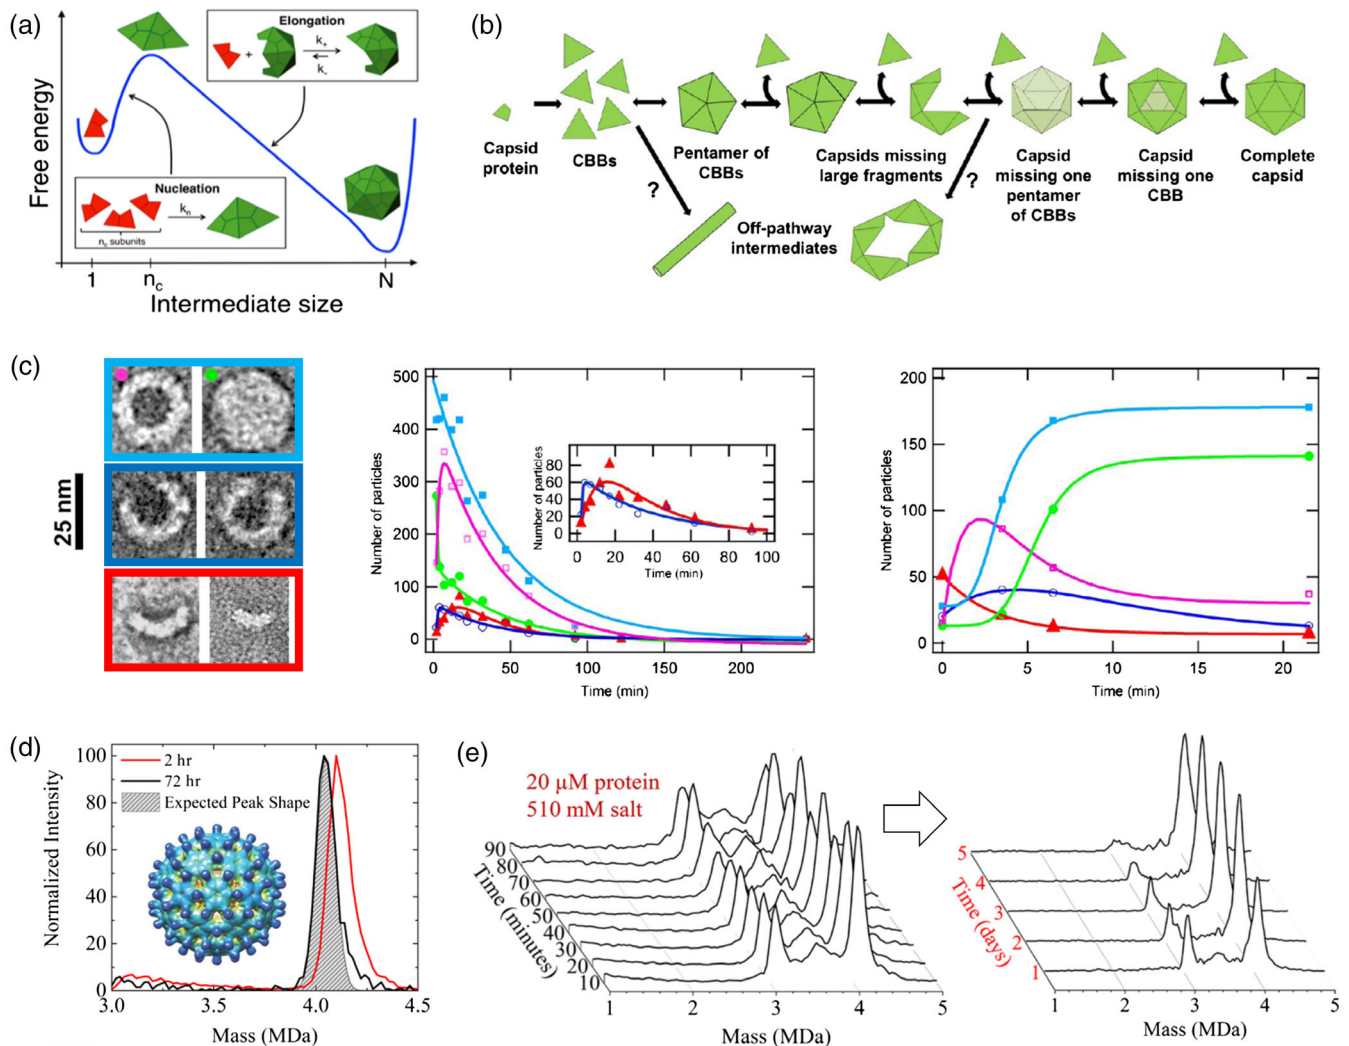 (a)
Free energy
Elongation
+
k₊
k₋
Nucleation
kₙ
n꜀ subunits
1
n꜀
N
Intermediate size
(b)
Capsid
protein
CBBs
Pentamer of
CBBs
Capsids missing
large fragments
Capsid
missing one
pentamer
of CBBs
Capsid
missing one
CBB
Complete
capsid
?
?
Off-pathway
intermediates
(c)
25 nm
Number of particles
500
400
300
200
100
0
0
50
100
150
200
Time (min)
Number of particles
80
60
40
20
0
0
20
40
60
80
100
Time (min)
Number of particles
200
150
100
50
0
0
5
10
15
20
Time (min)
(d)
Normalized Intensity
100
80
60
40
20
0
2 hr
72 hr
Expected Peak Shape
3.0
3.5
4.0
4.5
Mass (MDa)
(e)
20 µM protein
510 mM salt
90
80
70
60
50
40
30
20
10
Time (minutes)
1
2
3
4
5
Mass (MDa)
5
4
3
2
1
Time (days)
1
2
3
4
5
Mass (MDa)